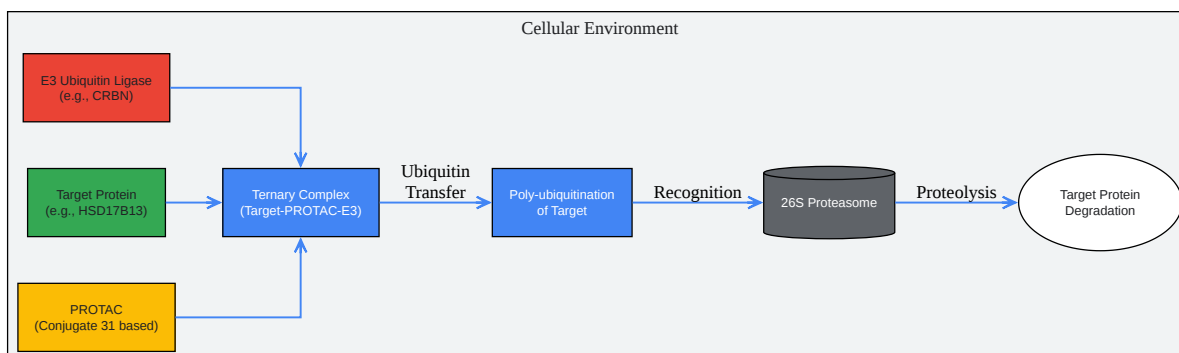 Cellular Environment
E3 Ubiquitin Ligase
(e.g., CRBN)
Target Protein
(e.g., HSD17B13)
PROTAC
(Conjugate 31 based)
Ternary Complex
(Target-PROTAC-E3)
Ubiquitin
Transfer
Poly-ubiquitination
of Target
Recognition
26S Proteasome
Proteolysis
Target Protein
Degradation